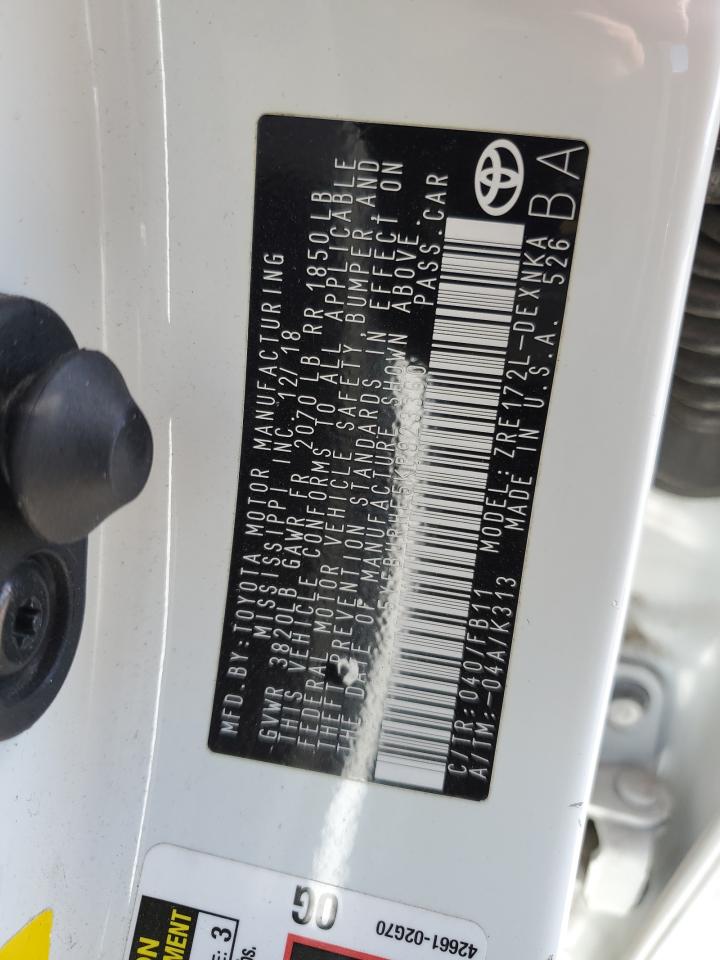 MFD.BY:TOYOTA MOTOR MANUFACTURING
MISSISSIPPI INC. 12/18
GVWR 3820LB GAWR FR 2070 LB RR 1850LB
THIS VEHICLE CONFORMS TO ALL APPLICABLE
FEDERAL MOTOR VEHICLE SAFETY,BUMPER,AND
THEFT PREVENTION STANDARDS IN EFFECT ON
THE DATE OF MANUFACTURE SHOWN ABOVE.
PASS.CAR
C/TR:040/FB11 MODEL:ZRE172L-DEXNKA
A/TM:-04A/K313 MADE IN U.S.A. 526
BA
OG
42661-02G70
3